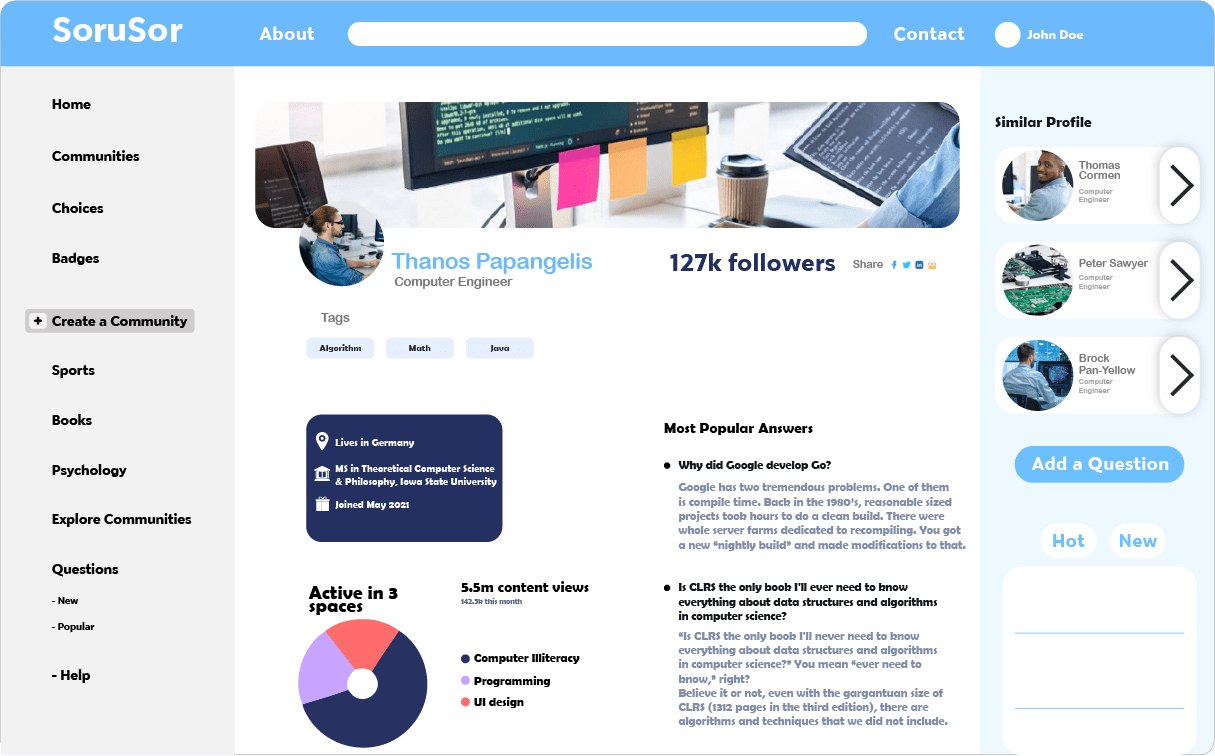 SoruSor
About
Contact
John Doe
Home
Communities
Choices
Badges
+ Create a Community
Sports
Books
Psychology
Explore Communities
Questions
- New
- Popular
- Help
Thanos Papangelis
Computer Engineer
127k followers
Share
Tags
Algorithm
Math
Java
Lives in Germany
MS in Theoretical Computer Science
& Philosophy, Iowa State University
Joined May 2021
Active in 3
spaces
5.5m content views
142.3k this month
Computer Illiteracy
Programming
UI design
Most Popular Answers
Why did Google develop Go?
Google has two tremendous problems. One of them
is compile time. Back in the 1980's, reasonable sized
projects took hours to do a clean build. There were
whole server farms dedicated to recompiling. You got
a new “nightly build” and made modifications to that.
Is CLRS the only book I'll ever need to know
everything about data structures and algorithms
in computer science?
“Is CLRS the only book I'll never need to know
everything about data structures and algorithms
in computer science?” You mean “ever need to
know,” right?
Believe it or not, even with the gargantuan size of
CLRS (1312 pages in the third edition), there are
algorithms and techniques that we did not include.
Similar Profile
Thomas
Cormen
Computer
Engineer
Peter Sawyer
Computer
Engineer
Brock
Pan-Yellow
Computer
Engineer
Add a Question
Hot
New